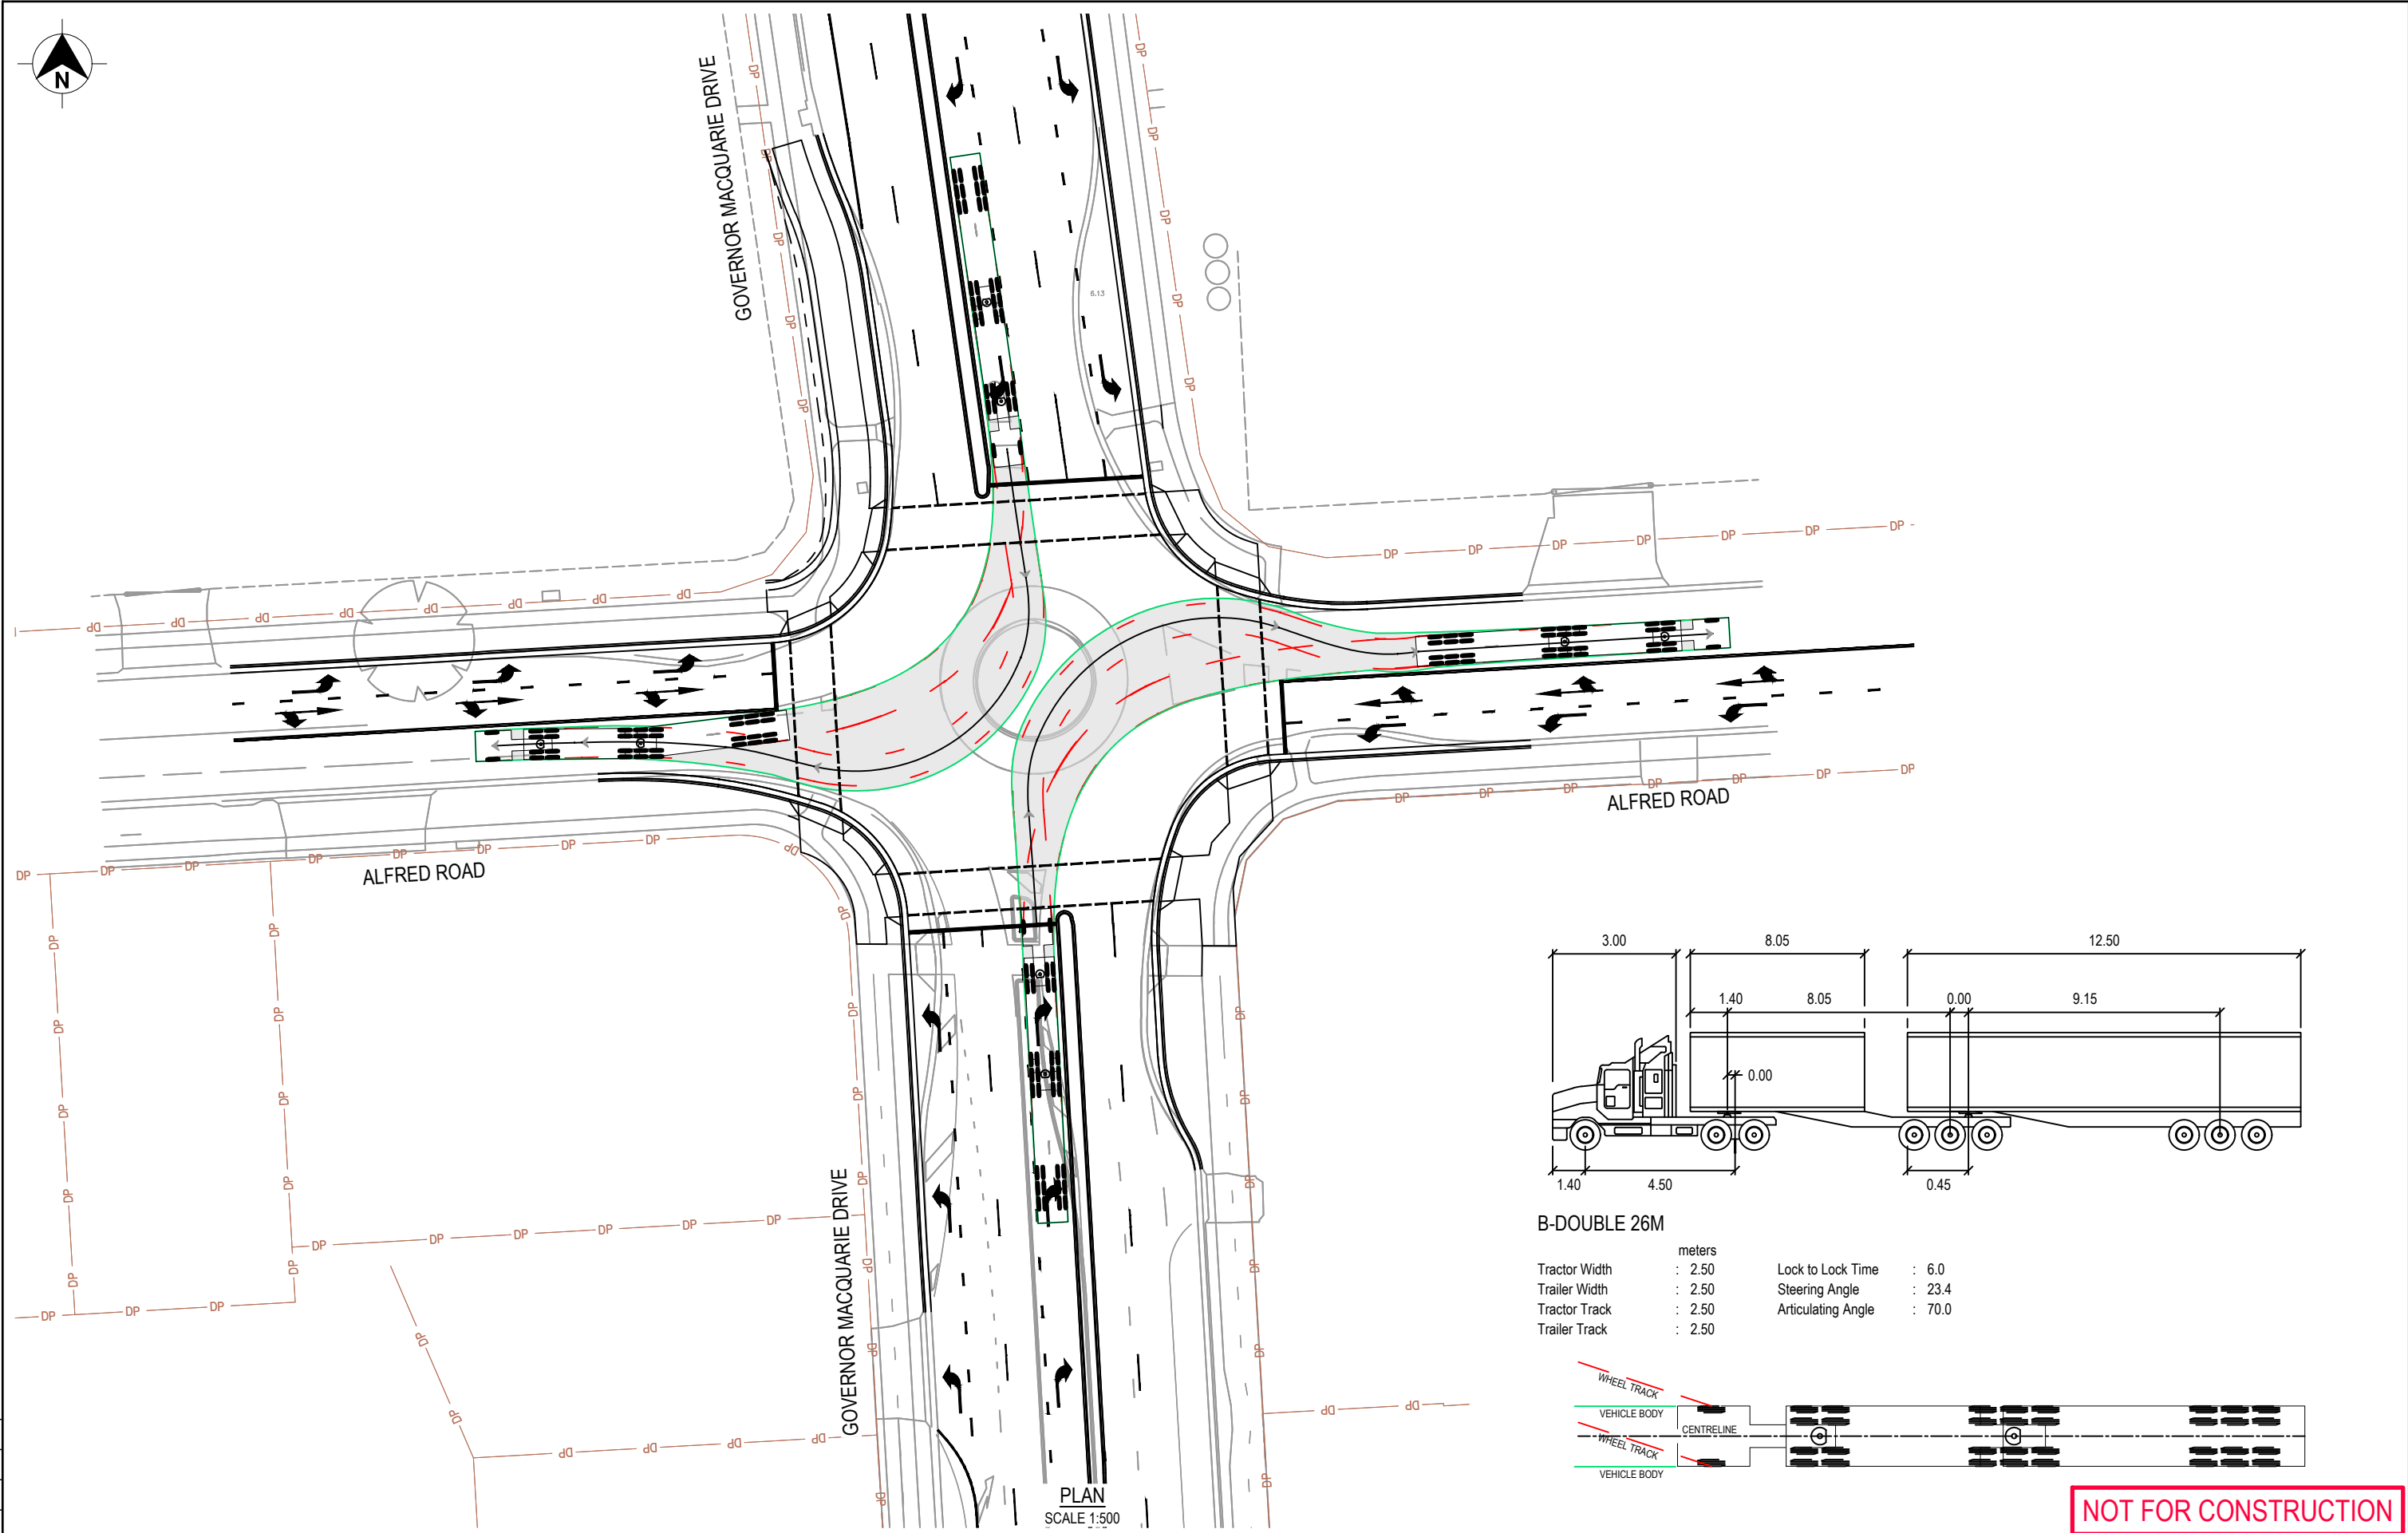 N
GOVERNOR MACQUARIE DRIVE
6.13
ALFRED ROAD
ALFRED ROAD
GOVERNOR MACQUARIE DRIVE
DP
3.00 8.05 12.50
1.40 8.05 0.00 9.15
0.00
1.40 4.50 0.45
B-DOUBLE 26M
meters
Tractor Width : 2.50 Lock to Lock Time : 6.0
Trailer Width : 2.50 Steering Angle : 23.4
Tractor Track : 2.50 Articulating Angle : 70.0
Trailer Track : 2.50
WHEEL TRACK
VEHICLE BODY
CENTRELINE
WHEEL TRACK
VEHICLE BODY
PLAN
SCALE 1:500
NOT FOR CONSTRUCTION